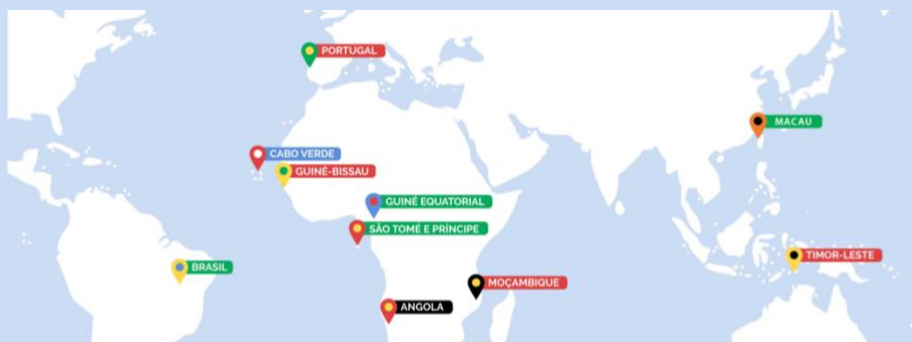 PORTUGAL
MACAU
CABO VERDE
GUINÉ-BISSAU
GUINÉ EQUATORIAL
SÃO TOMÉ E PRÍNCIPE
TIMOR-LESTE
BRASIL
MOÇAMBIQUE
ANGOLA